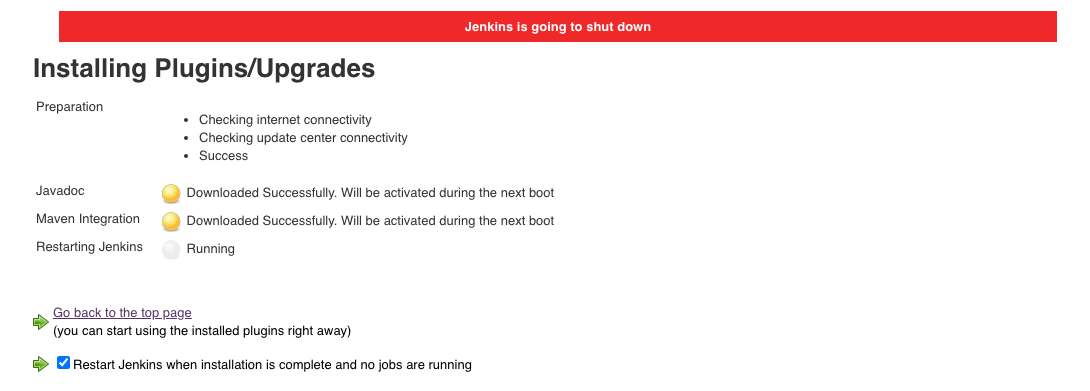 Jenkins is going to shut down
Installing Plugins/Upgrades
Preparation
Checking internet connectivity
Checking update center connectivity
Success
Javadoc Downloaded Successfully. Will be activated during the next boot
Maven Integration Downloaded Successfully. Will be activated during the next boot
Restarting Jenkins Running
Go back to the top page
(you can start using the installed plugins right away)
Restart Jenkins when installation is complete and no jobs are running